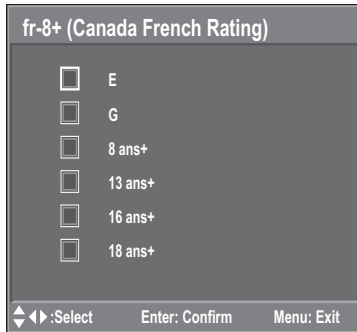 fr-8+ (Canada French Rating)
E
G
8 ans+
13 ans+
16 ans+
18 ans+
:Select Enter: Confirm Menu: Exit